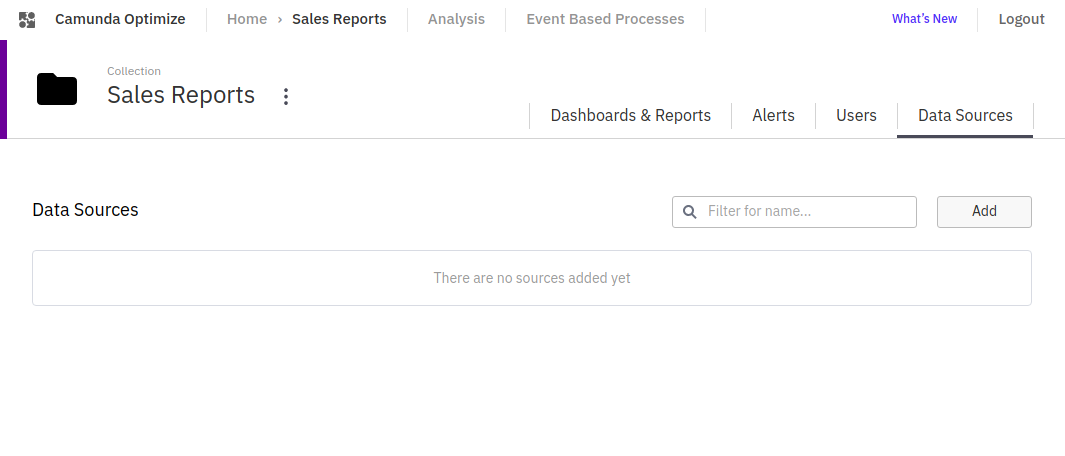 Camunda Optimize Home › Sales Reports Analysis Event Based Processes What's New Logout
Collection
Sales Reports
Dashboards & Reports Alerts Users Data Sources
Data Sources Filter for name... Add
There are no sources added yet